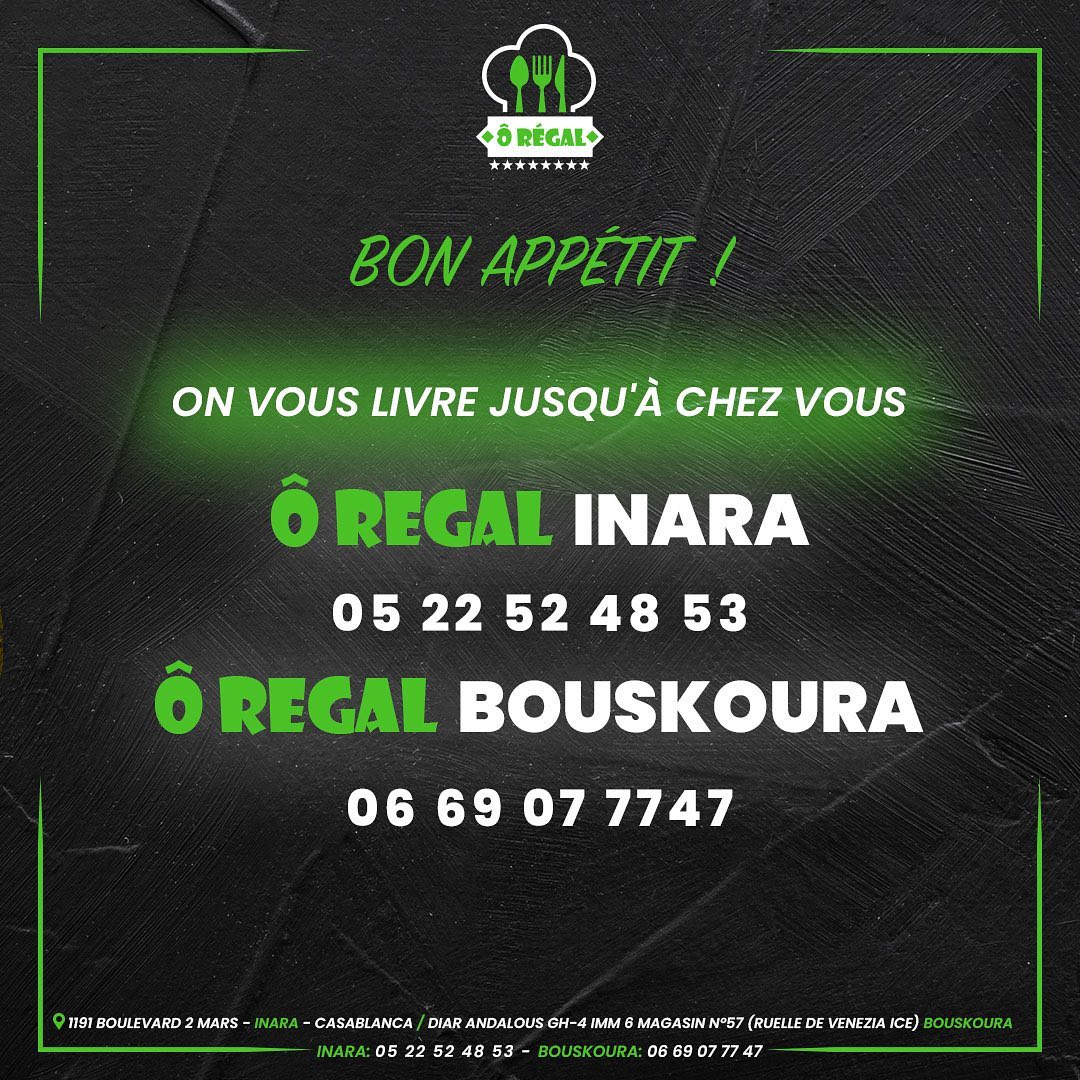 Ô RÉGAL
BON APPÉTIT !
ON VOUS LIVRE JUSQU'À CHEZ VOUS
Ô REGAL INARA
05 22 52 48 53
Ô REGAL BOUSKOURA
06 69 07 7747
1191 BOULEVARD 2 MARS - INARA - CASABLANCA / DIAR ANDALOUS GH-4 IMM 6 MAGASIN N°57 (RUELLE DE VENEZIA ICE) BOUSKOURA
INARA: 05 22 52 48 53 - BOUSKOURA: 06 69 07 77 47